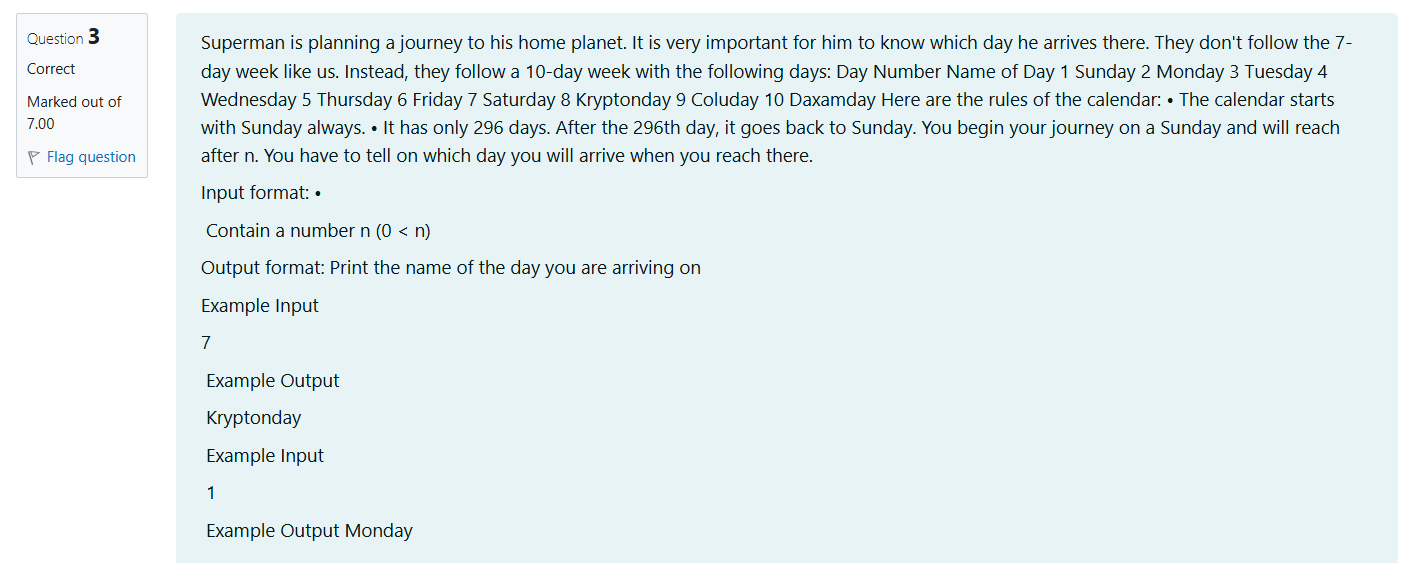 Question 3
Correct
Marked out of
7.00
Flag question
Superman is planning a journey to his home planet. It is very important for him to know which day he arrives there. They don't follow the 7-
day week like us. Instead, they follow a 10-day week with the following days: Day Number Name of Day 1 Sunday 2 Monday 3 Tuesday 4
Wednesday 5 Thursday 6 Friday 7 Saturday 8 Kryptonday 9 Coluday 10 Daxamday Here are the rules of the calendar: • The calendar starts
with Sunday always. • It has only 296 days. After the 296th day, it goes back to Sunday. You begin your journey on a Sunday and will reach
after n. You have to tell on which day you will arrive when you reach there.
Input format: •
Contain a number n (0 < n)
Output format: Print the name of the day you are arriving on
Example Input
7
Example Output
Kryptonday
Example Input
1
Example Output Monday